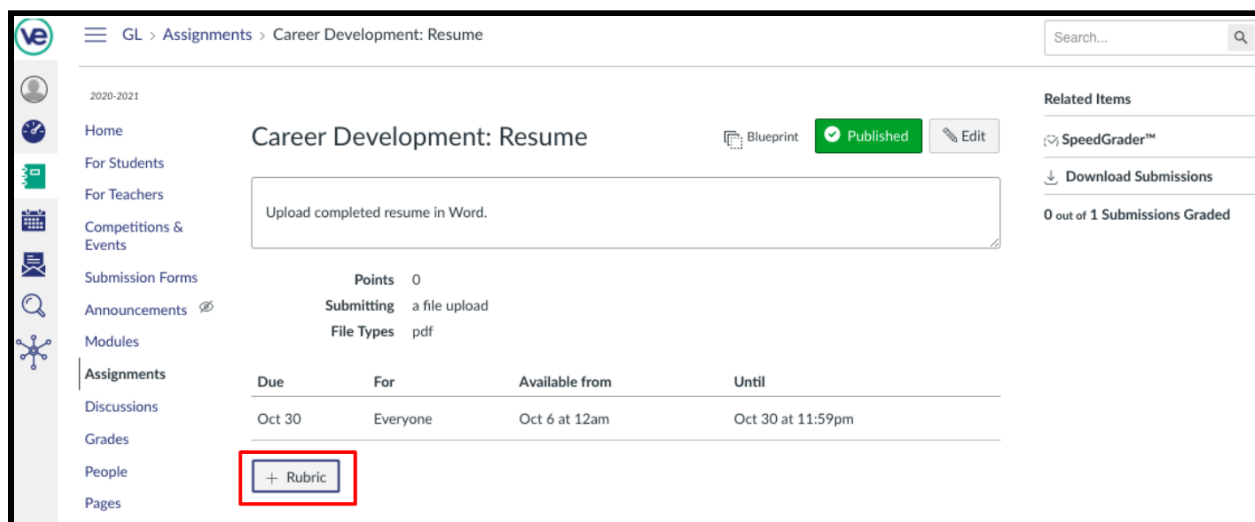 ve
GL > Assignments > Career Development: Resume
Search...
2020-2021
Home
For Students
For Teachers
Competitions &
Events
Submission Forms
Announcements
Modules
Assignments
Discussions
Grades
People
Pages
Career Development: Resume
Blueprint
Published
Edit
Upload completed resume in Word.
Points 0
Submitting a file upload
File Types pdf
Due For Available from Until
Oct 30 Everyone Oct 6 at 12am Oct 30 at 11:59pm
+ Rubric
Related Items
SpeedGrader™
Download Submissions
0 out of 1 Submissions Graded